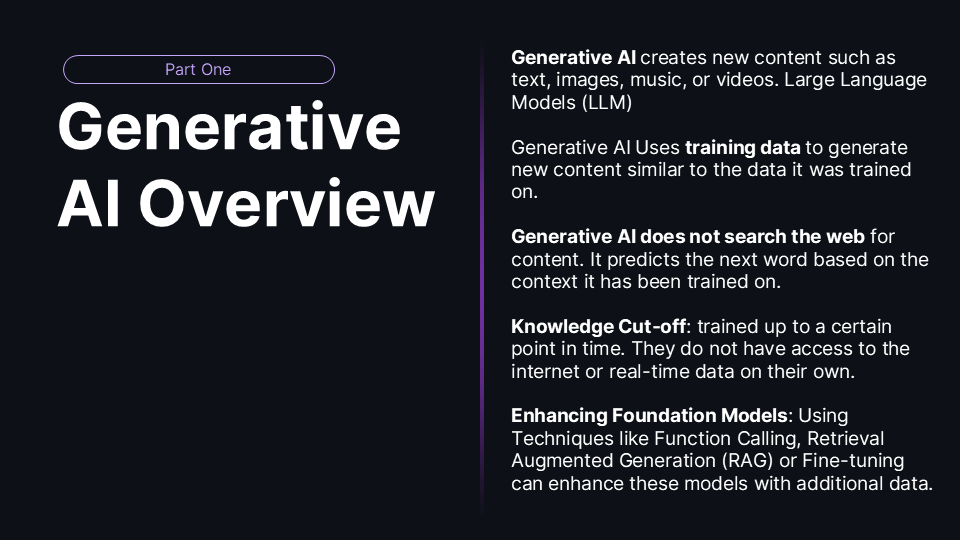 Part One
Generative
AI Overview
Generative AI creates new content such as
text, images, music, or videos. Large Language
Models (LLM)
Generative AI Uses training data to generate
new content similar to the data it was trained
on.
Generative AI does not search the web for
content. It predicts the next word based on the
context it has been trained on.
Knowledge Cut-off: trained up to a certain
point in time. They do not have access to the
internet or real-time data on their own.
Enhancing Foundation Models: Using
Techniques like Function Calling, Retrieval
Augmented Generation (RAG) or Fine-tuning
can enhance these models with additional data.